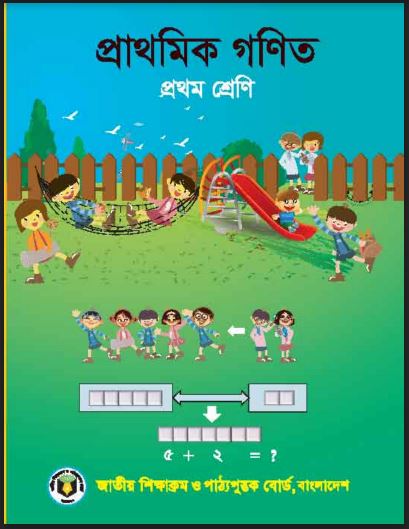 প্রাথমিক গণিত
প্রথম শ্রেণি
৫ + ২ = ?
জাতীয় শিক্ষাক্রম ও পাঠ্যপুস্তক বোর্ড, বাংলাদেশ